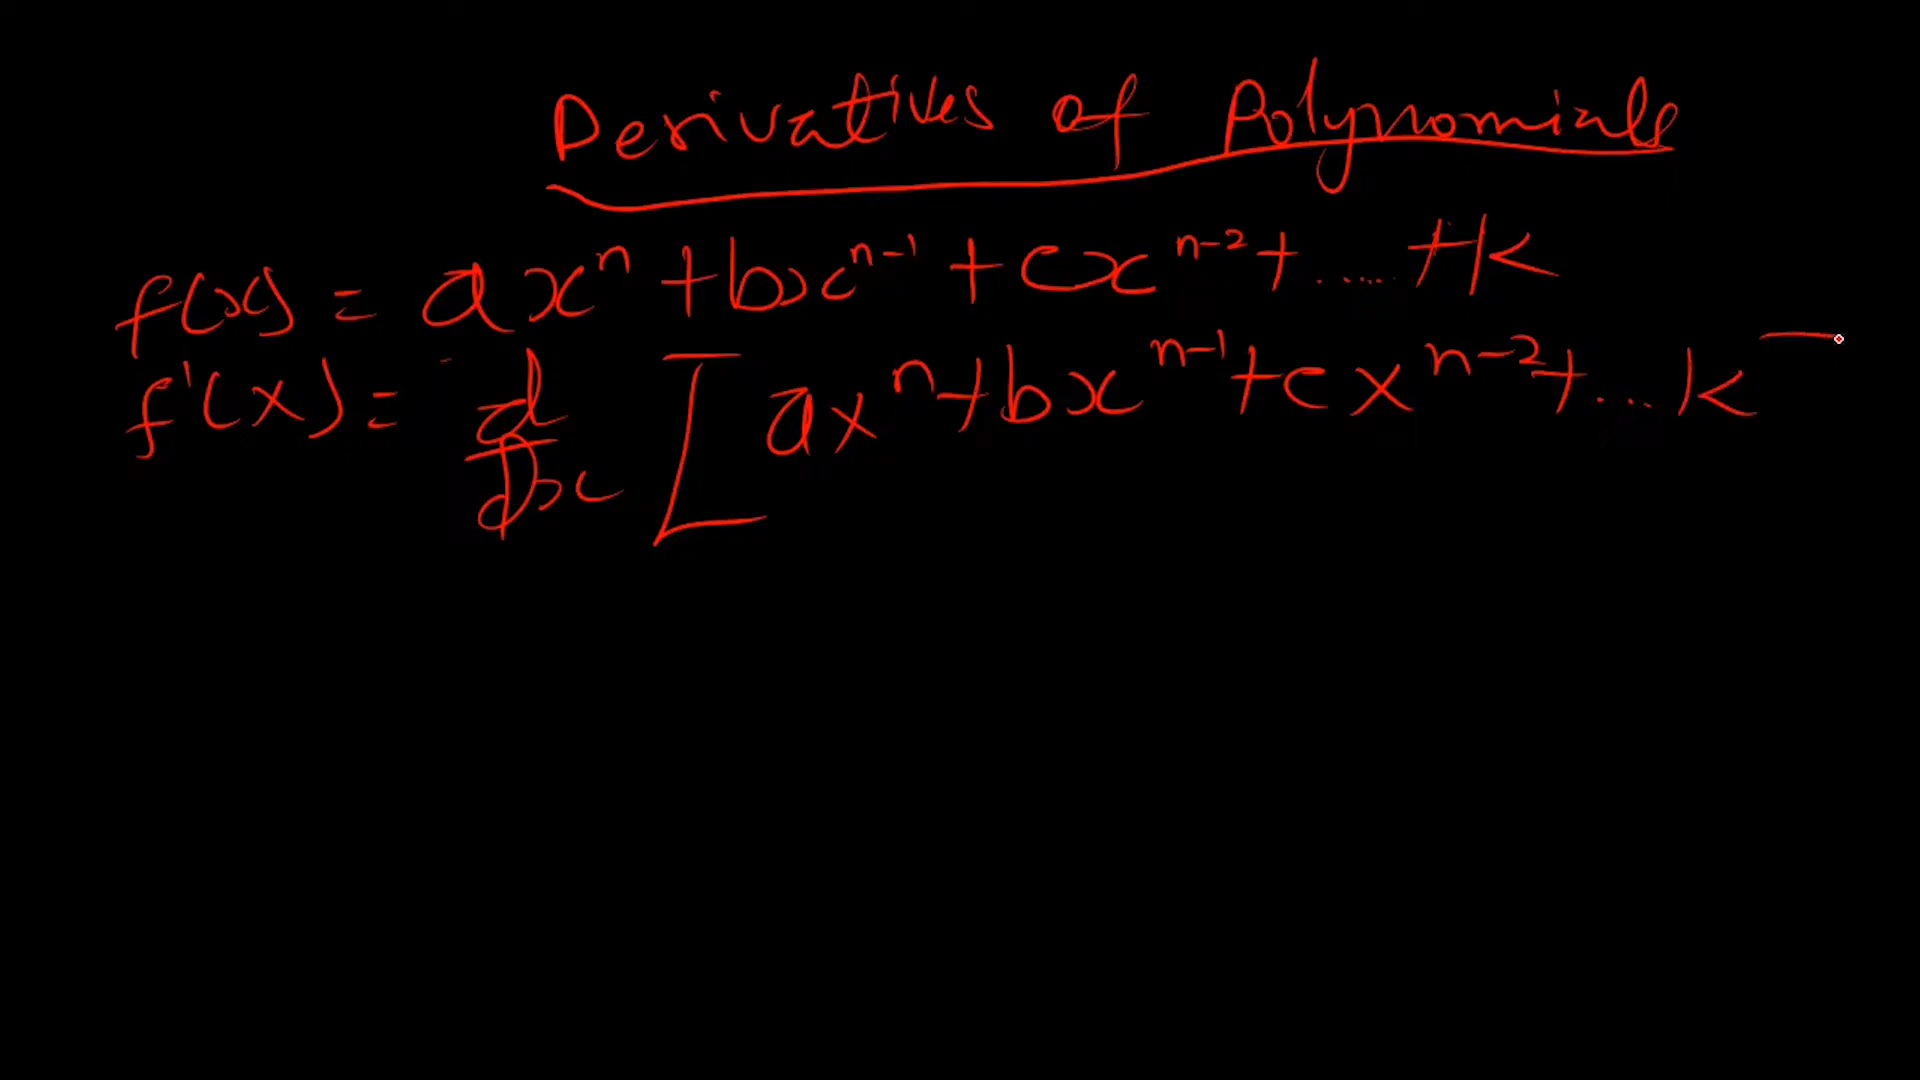 Derivatives of Polynomials
f(x) = ax^n + bx^{n-1} + cx^{n-2} + ...... + k
f'(x) = d/dx [ ax^n + bx^{n-1} + cx^{n-2} + ... k